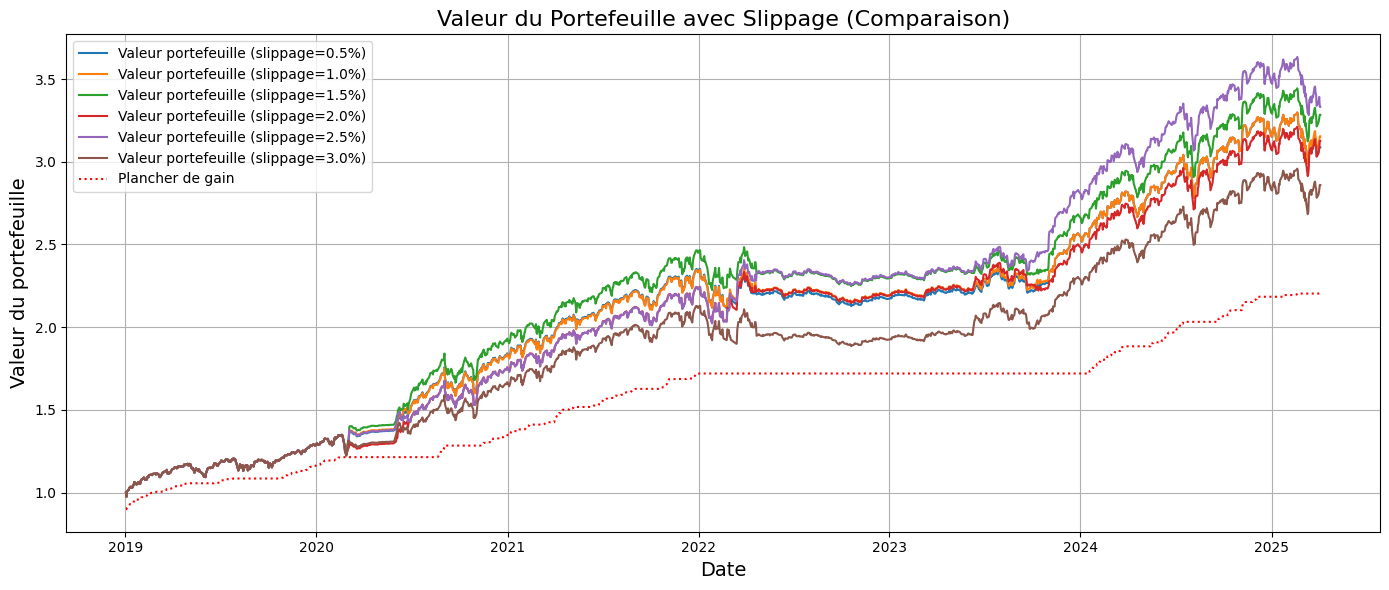 Valeur du Portefeuille avec Slippage (Comparaison)
Valeur portefeuille (slippage=0.5%)
Valeur portefeuille (slippage=1.0%)
Valeur portefeuille (slippage=1.5%)
Valeur portefeuille (slippage=2.0%)
Valeur portefeuille (slippage=2.5%)
Valeur portefeuille (slippage=3.0%)
Plancher de gain
Valeur du portefeuille
3.5
3.0
2.5
2.0
1.5
1.0
2019 2020 2021 2022 2023 2024 2025
Date